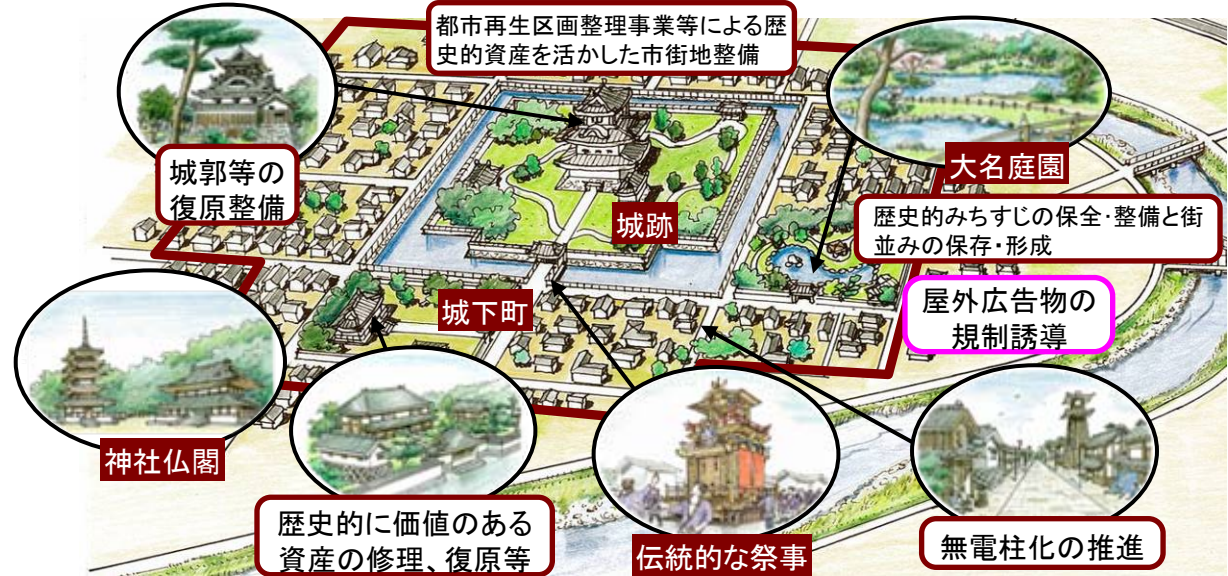 都市再生区画整理事業等による歴
史的資産を活かした市街地整備
城郭等の
復原整備
大名庭園
歴史的みちすじの保全・整備と街
並みの保存・形成
城跡
屋外広告物の
規制誘導
城下町
神社仏閣
歴史的に価値のある
資産の修理、復原等
伝統的な祭事
無電柱化の推進